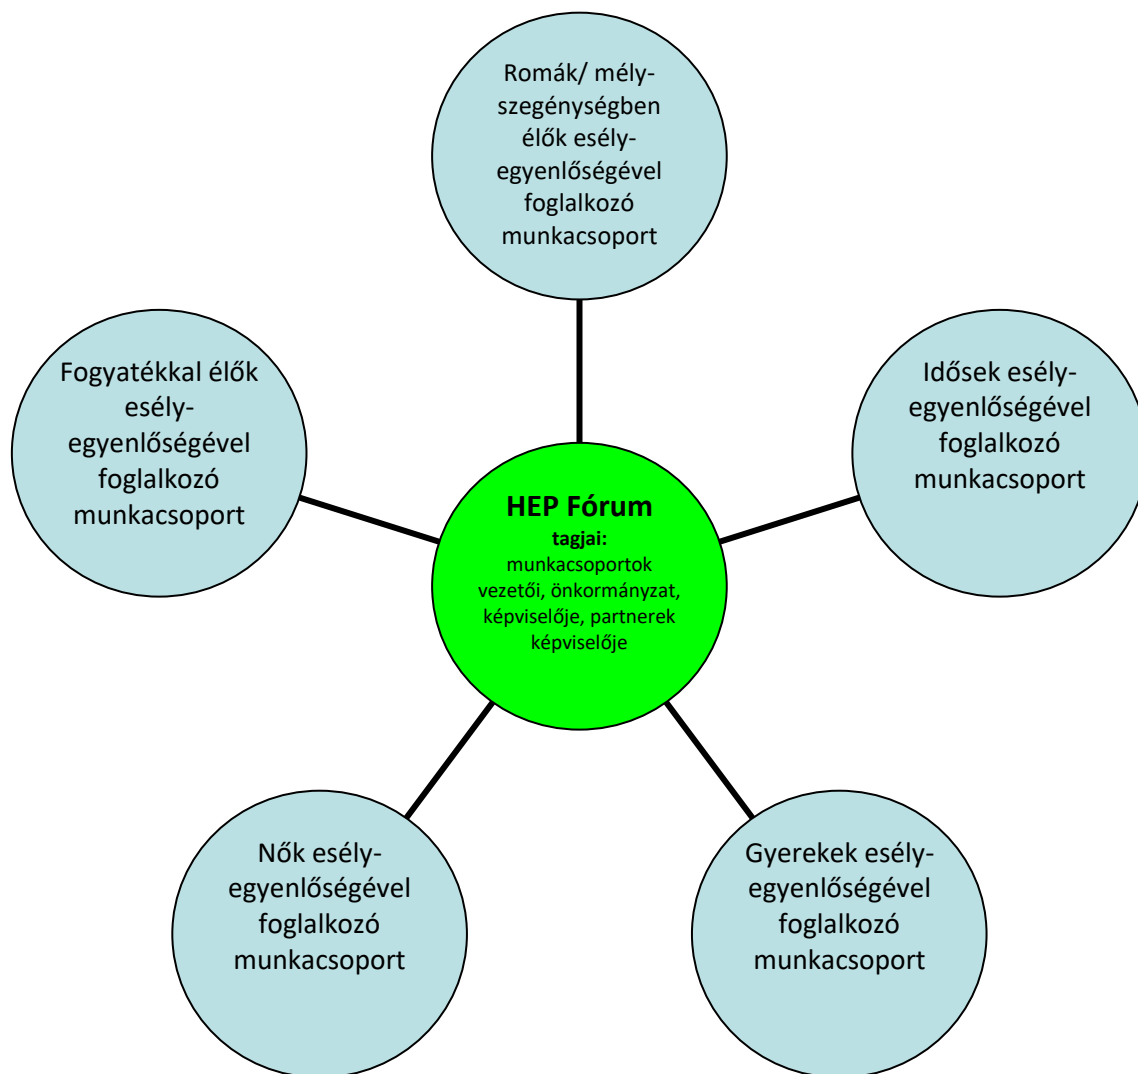 Romák/ mély-
szegénységben
élők esély-
egyenlőségével
foglalkozó
munkacsoport
Fogyatékkal élők
esély-
egyenlőségével
foglalkozó
munkacsoport
Idősek esély-
egyenlőségével
foglalkozó
munkacsoport
HEP Fórum
tagjai:
munkacsoportok
vezetői, önkormányzat,
képviselője, partnerek
képviselője
Nők esély-
egyenlőségével
foglalkozó
munkacsoport
Gyerekek esély-
egyenlőségével
foglalkozó
munkacsoport